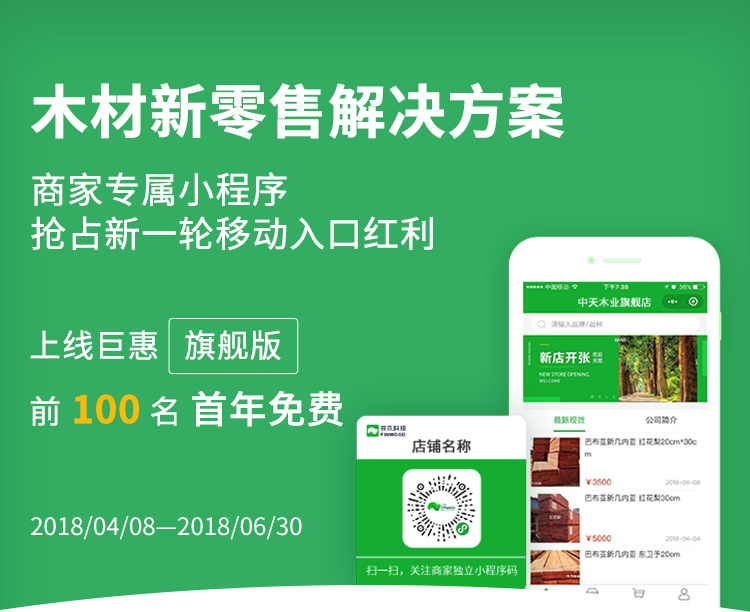 木材新零售解决方案
商家专属小程序
抢占新一轮移动入口红利
上线巨惠 旗舰版
前 100 名 首年免费
2018/04/08—2018/06/30
FINWOOD
店铺名称
扫一扫，关注商家独立小程序码
中国移动 下午7:38 36%
中天木业旗舰店
请输入品牌/品种
新店开张
NEW STORE OPENING
WELCOME
最新现货 公司简介
巴布亚新几内亚 红花梨20cm*30c
m
¥3500 2018-04-08
巴布亚新几内亚 红花梨30cm
¥5000 2018-04-04
巴布亚新几内亚 东卫予20cm